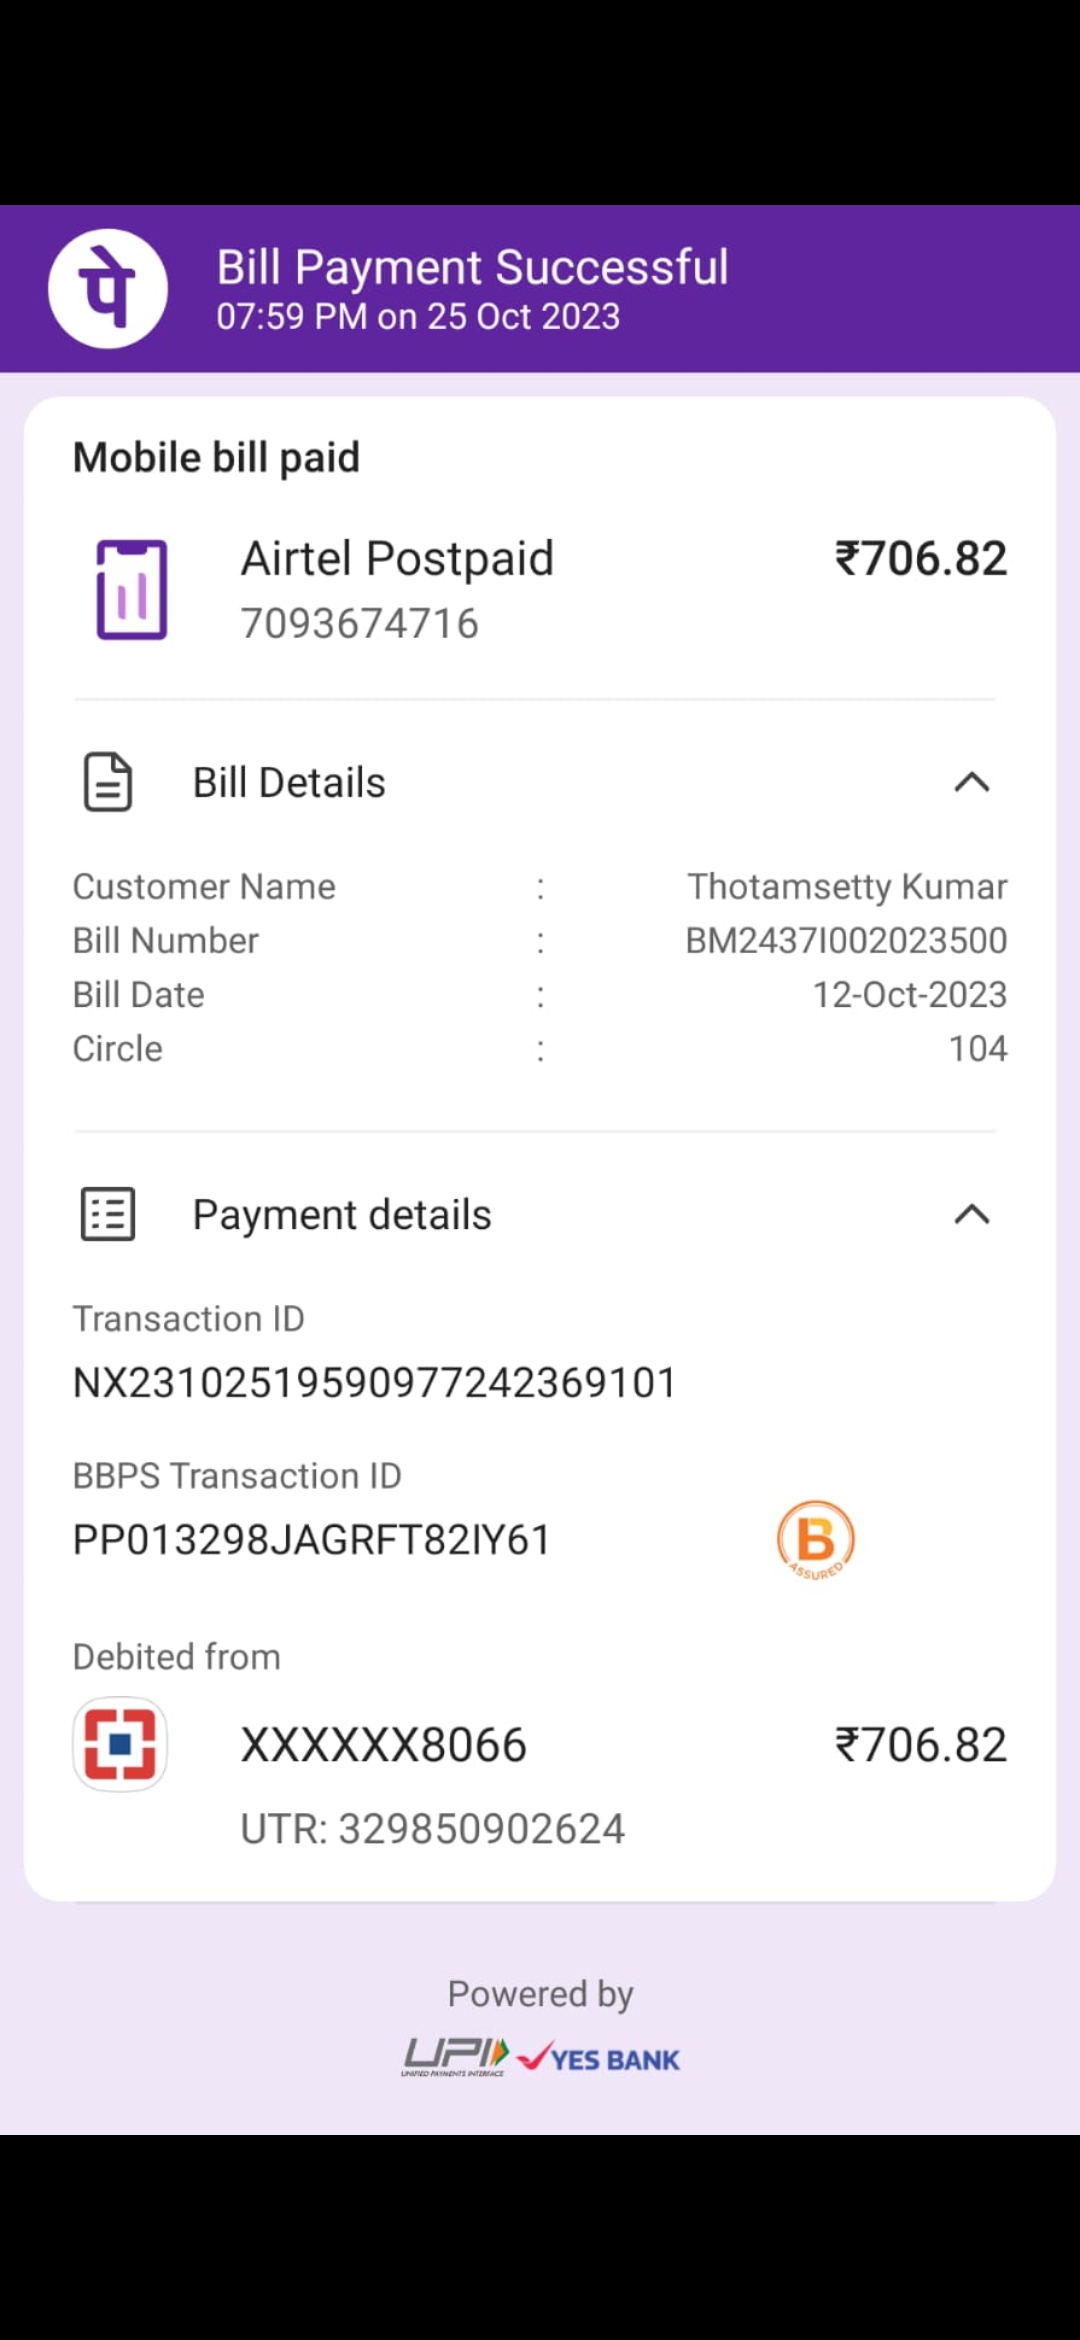 पे
Bill Payment Successful
07:59 PM on 25 Oct 2023
Mobile bill paid
Airtel Postpaid ₹706.82
7093674716
Bill Details
Customer Name : Thotamsetty Kumar
Bill Number : BM2437I002023500
Bill Date : 12-Oct-2023
Circle : 104
Payment details
Transaction ID
NX23102519590977242369101
BBPS Transaction ID
PP013298JAGRFT82IY61
B
ASSURED
Debited from
XXXXXX8066 ₹706.82
UTR: 329850902624
Powered by
UPI YES BANK
UNIFIED PAYMENTS INTERFACE